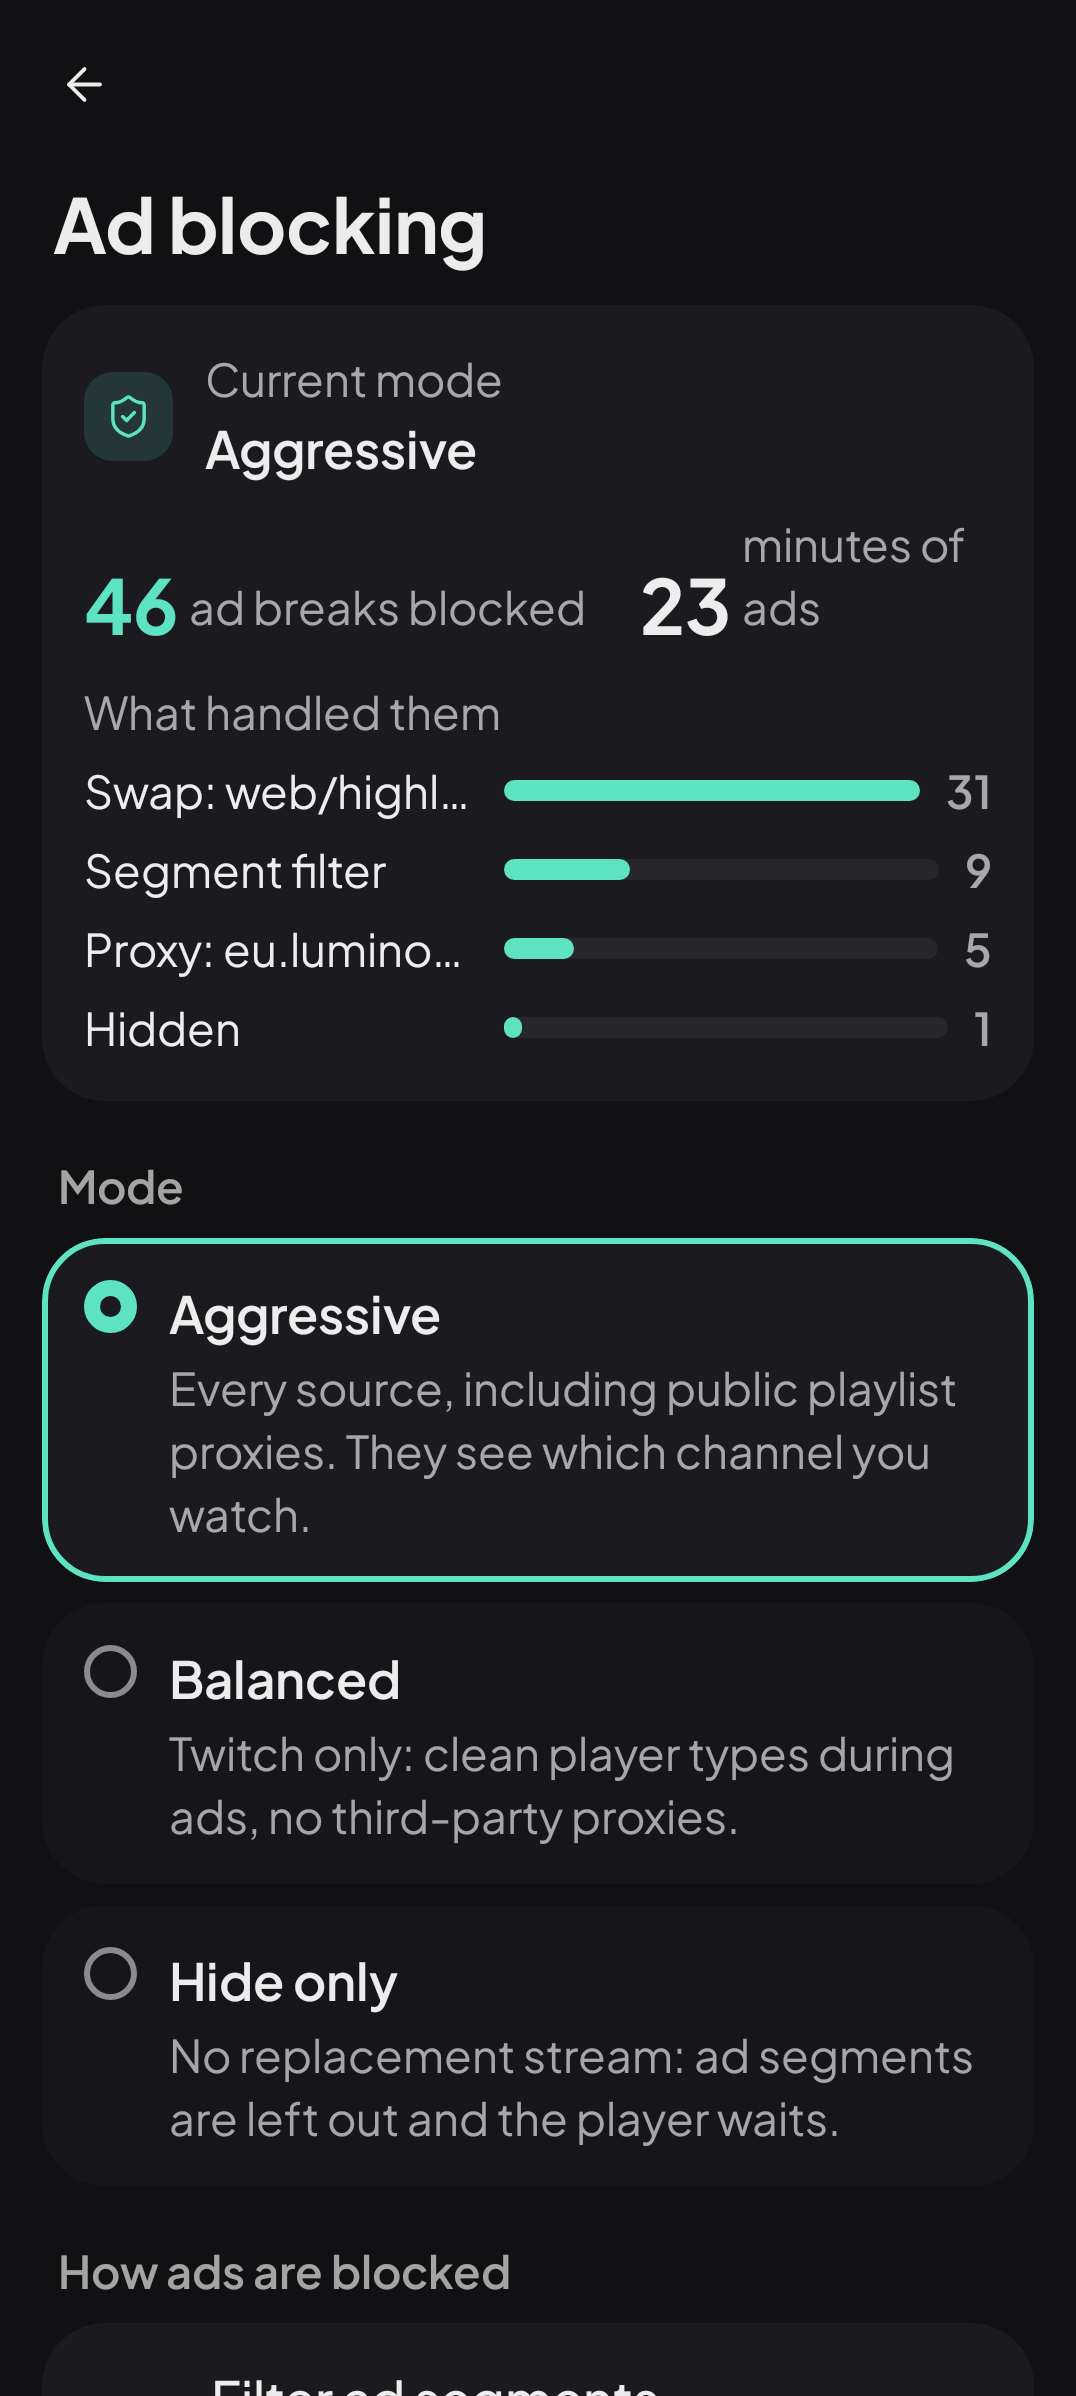 Ad blocking
Current mode
Aggressive
46 ad breaks blocked
23 minutes of
ads
What handled them
Swap: web/highl... 31
Segment filter 9
Proxy: eu.lumino... 5
Hidden 1
Mode
Aggressive
Every source, including public playlist
proxies. They see which channel you
watch.
Balanced
Twitch only: clean player types during
ads, no third-party proxies.
Hide only
No replacement stream: ad segments
are left out and the player waits.
How ads are blocked
Filter ad segments